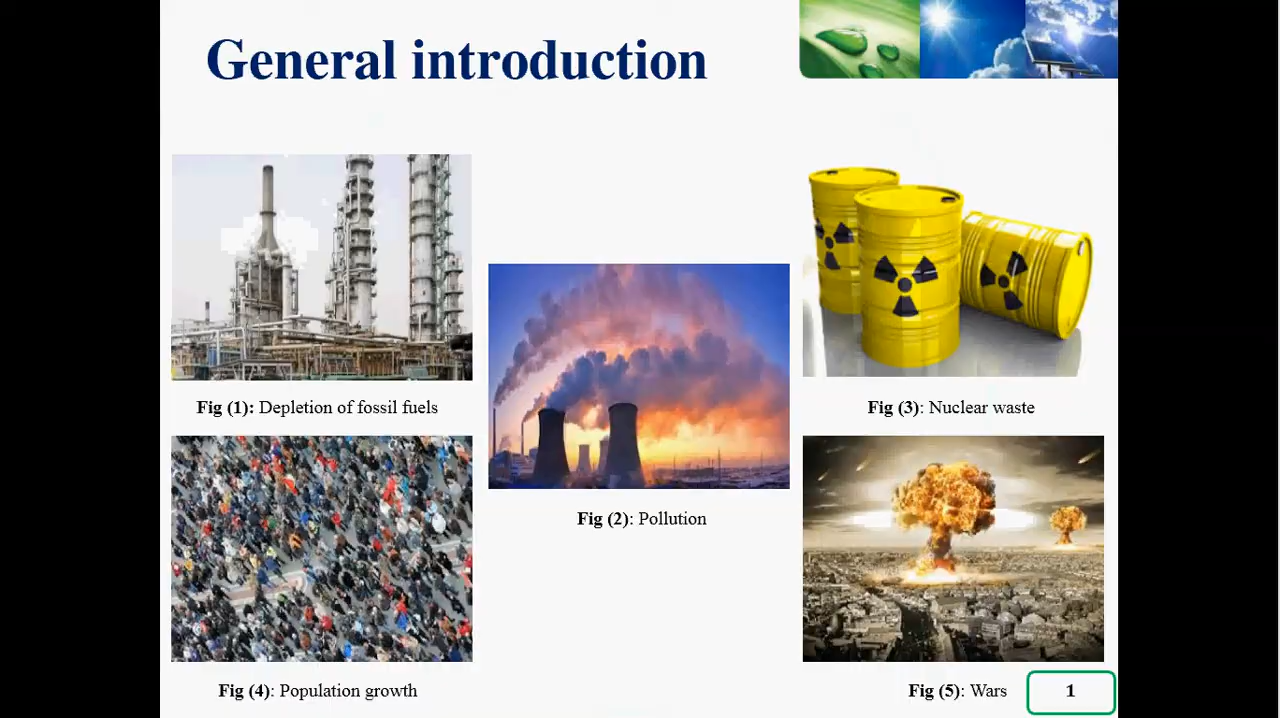 General introduction
Fig (1): Depletion of fossil fuels
Fig (2): Pollution
Fig (3): Nuclear waste
Fig (4): Population growth
Fig (5): Wars
1